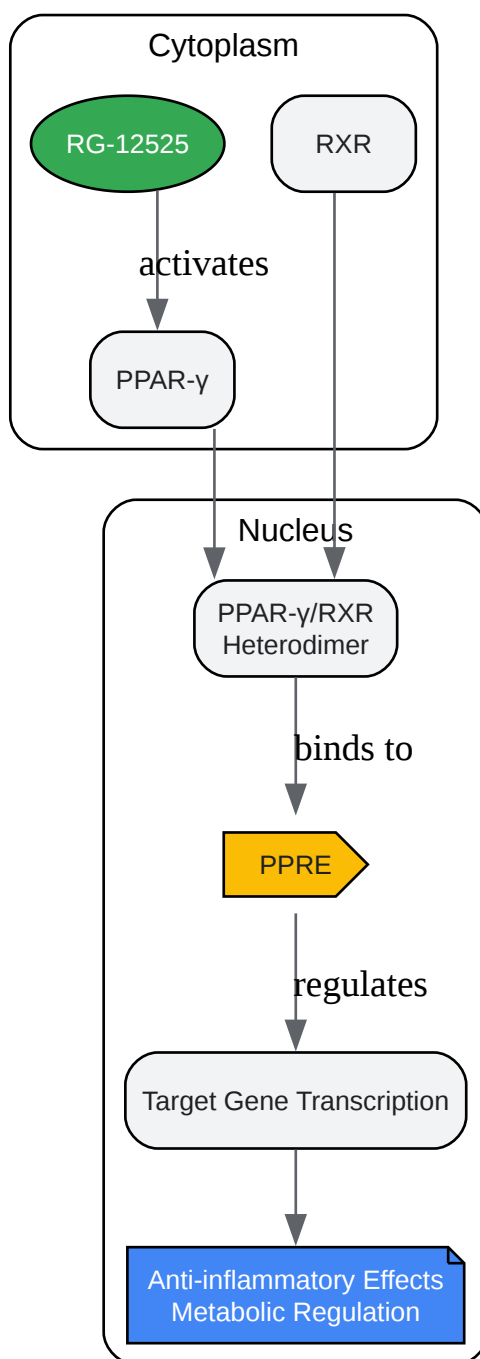 Cytoplasm
RG-12525
RXR
activates
PPAR-γ
Nucleus
PPAR-γ/RXR
Heterodimer
binds to
PPRE
regulates
Target Gene Transcription
Anti-inflammatory Effects
Metabolic Regulation